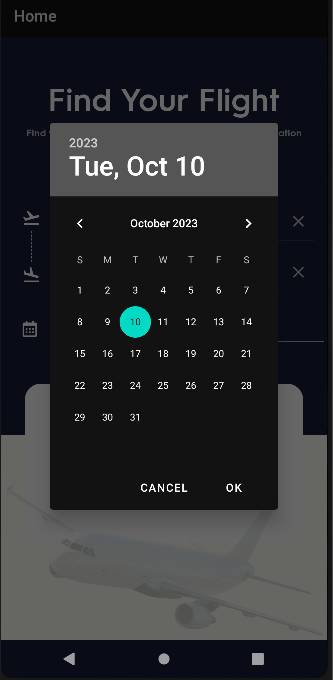 Home
Find Your Flight
Find
ation
2023
Tue, Oct 10
October 2023
S M T W T F S
1 2 3 4 5 6 7
8 9 10 11 12 13 14
15 16 17 18 19 20 21
22 23 24 25 26 27 28
29 30 31
CANCEL OK